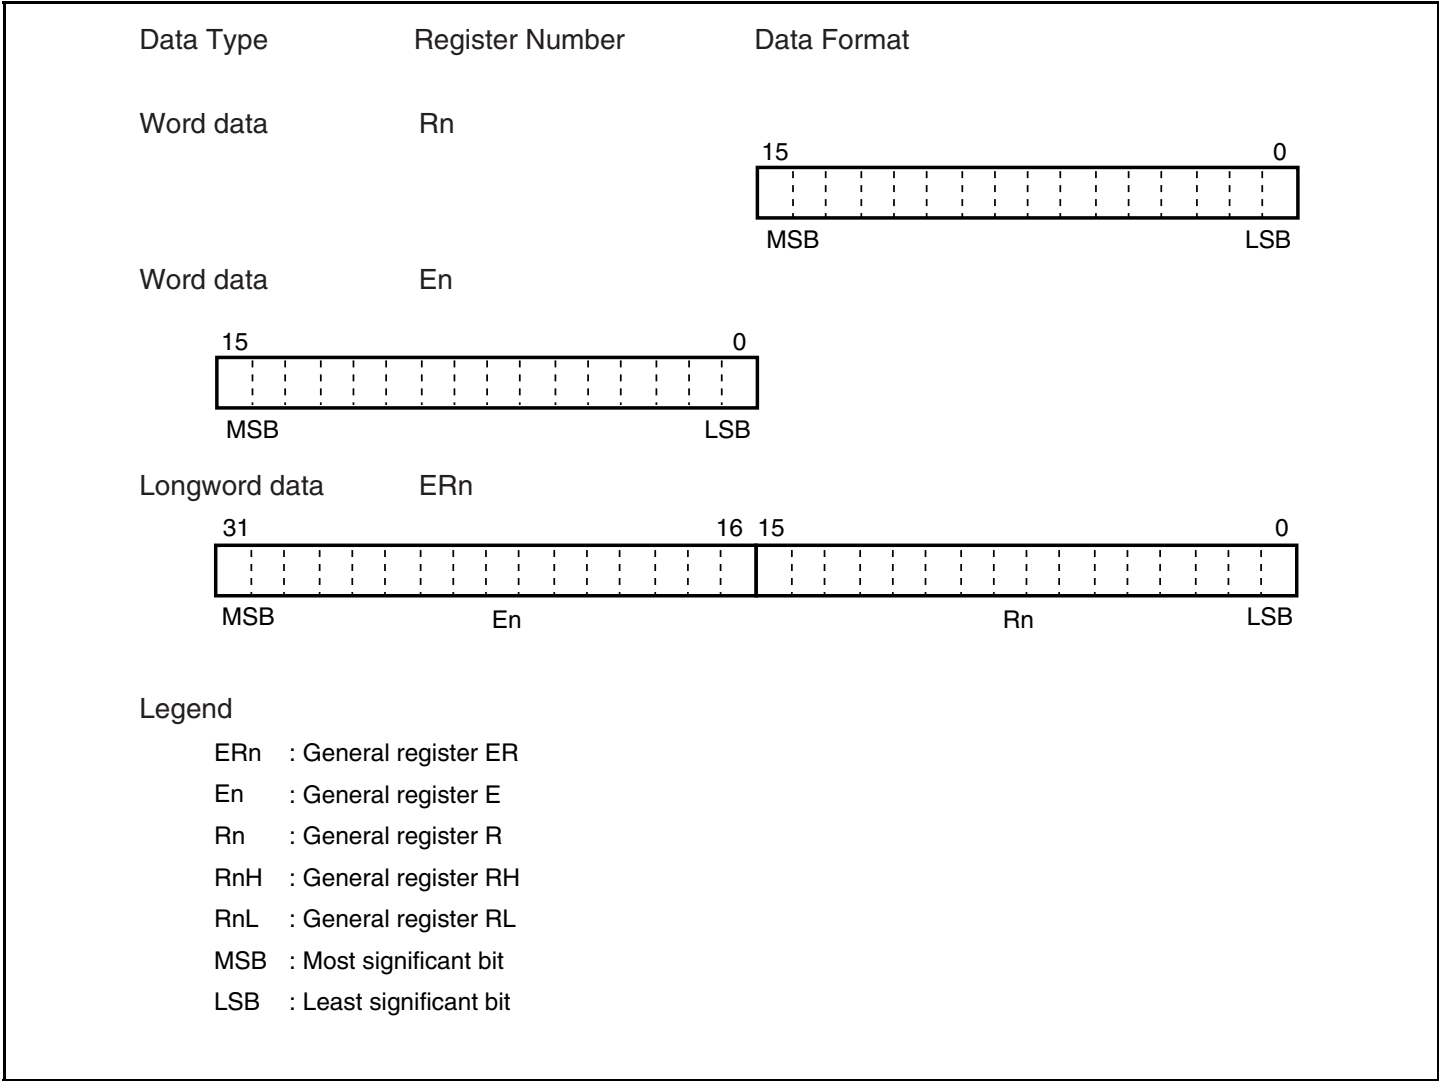 Data Type Register Number Data Format
Word data Rn
15 0
MSB LSB
Word data En
15 0
MSB LSB
Longword data ERn
31 16 15 0
MSB En Rn LSB
Legend
ERn : General register ER
En : General register E
Rn : General register R
RnH : General register RH
RnL : General register RL
MSB : Most significant bit
LSB : Least significant bit